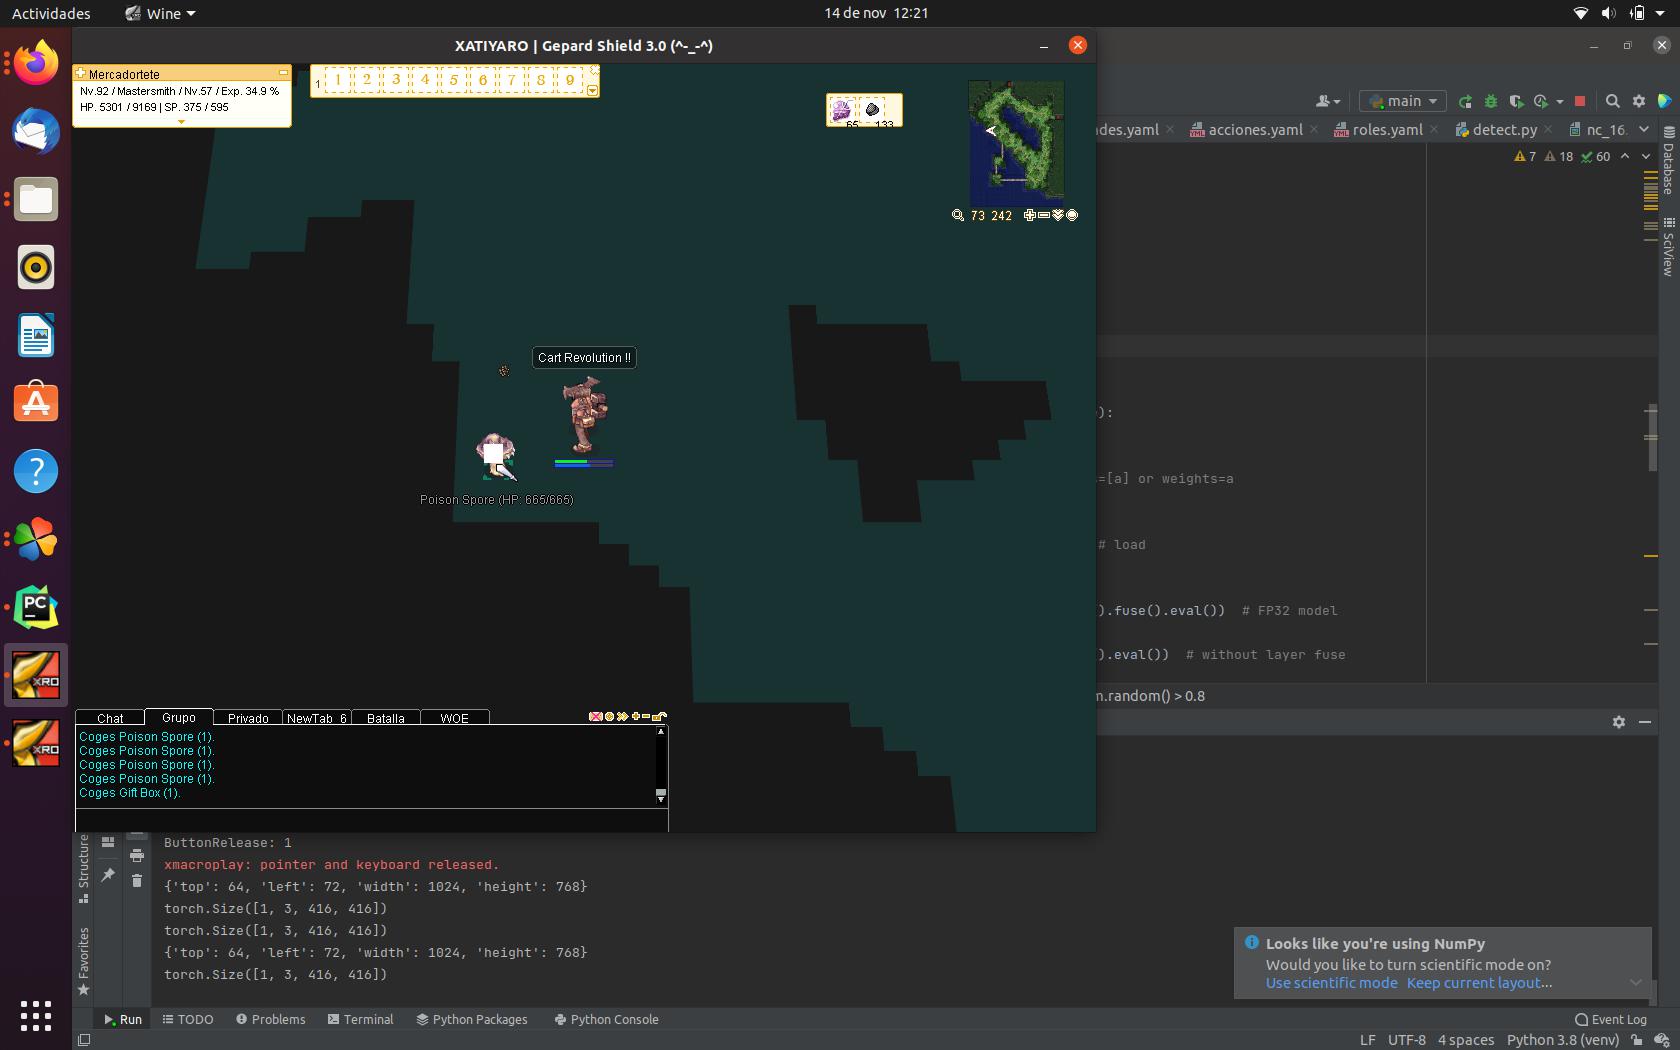 Actividades
Wine
14 de nov 12:21
XATIYARO | Gepard Shield 3.0 (^-_-^)
Mercadortete
Nv.92 / Mastersmith / Nv.57 / Exp. 34.9 %
HP. 5301 / 9169 | SP. 375 / 595
1
1 2 3 4 5 6 7 8 9
65 133
73 242
Cart Revolution !!
Poison Spore (HP: 665/665)
Chat Grupo Privado NewTab_6 Batalla WOE
Coges Poison Spore (1).
Coges Poison Spore (1).
Coges Poison Spore (1).
Coges Poison Spore (1).
Coges Gift Box (1).
main
des.yaml
acciones.yaml
roles.yaml
detect.py
nc_16.
7 18 60
Database
SciView
):
=[a] or weights=a
# load
).fuse().eval()) # FP32 model
).eval()) # without layer fuse
m.random() > 0.8
PC
XRO
XRO
Structure
Favorites
ButtonRelease: 1
xmacroplay: pointer and keyboard released.
{'top': 64, 'left': 72, 'width': 1024, 'height': 768}
torch.Size([1, 3, 416, 416])
torch.Size([1, 3, 416, 416])
{'top': 64, 'left': 72, 'width': 1024, 'height': 768}
torch.Size([1, 3, 416, 416])
Looks like you're using NumPy
Would you like to turn scientific mode on?
Use scientific mode Keep current layout...
Run TODO Problems Terminal Python Packages Python Console
Event Log
LF UTF-8 4 spaces Python 3.8 (venv)